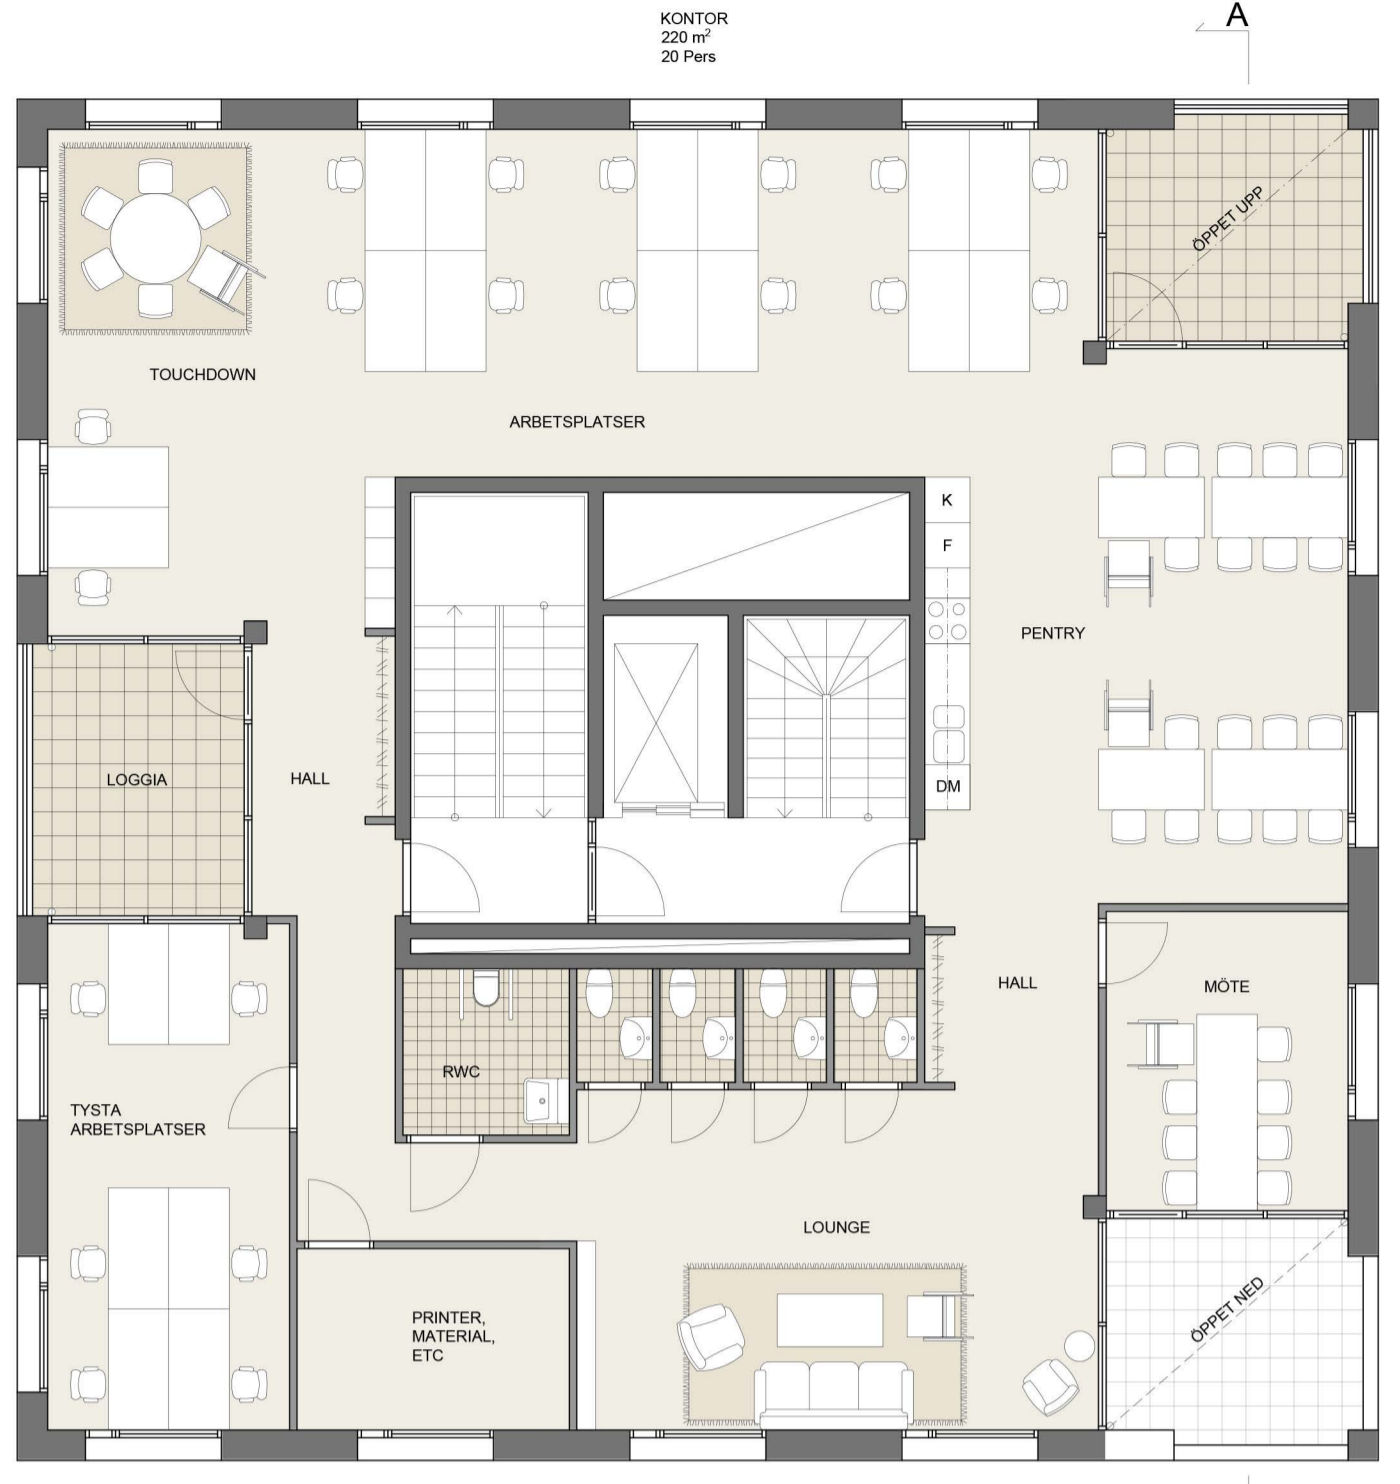 KONTOR
220 m²
20 Pers
A
ÖPPET UPP
TOUCHDOWN
ARBETSPLATSER
K
F
PENTRY
LOGGIA
HALL
DM
HALL
MÖTE
RWC
TYSTA
ARBETSPLATSER
LOUNGE
ÖPPET NED
PRINTER,
MATERIAL,
ETC